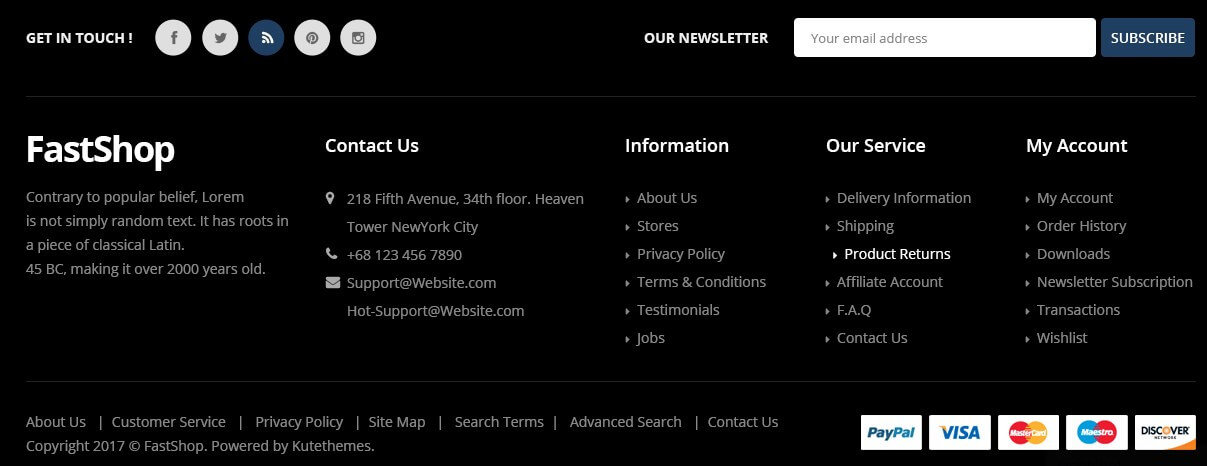 GET IN TOUCH !
OUR NEWSLETTER
Your email address
SUBSCRIBE
FastShop
Contrary to popular belief, Lorem
is not simply random text. It has roots in
a piece of classical Latin.
45 BC, making it over 2000 years old.
Contact Us
218 Fifth Avenue, 34th floor. Heaven
Tower NewYork City
+68 123 456 7890
Support@Website.com
Hot-Support@Website.com
Information
About Us
Stores
Privacy Policy
Terms & Conditions
Testimonials
Jobs
Our Service
Delivery Information
Shipping
Product Returns
Affiliate Account
F.A.Q
Contact Us
My Account
My Account
Order History
Downloads
Newsletter Subscription
Transactions
Wishlist
About Us | Customer Service | Privacy Policy | Site Map | Search Terms | Advanced Search | Contact Us
Copyright 2017 © FastShop. Powered by Kutethemes.
PayPal
VISA
MasterCard
Maestro
DISCOVER
NETWORK